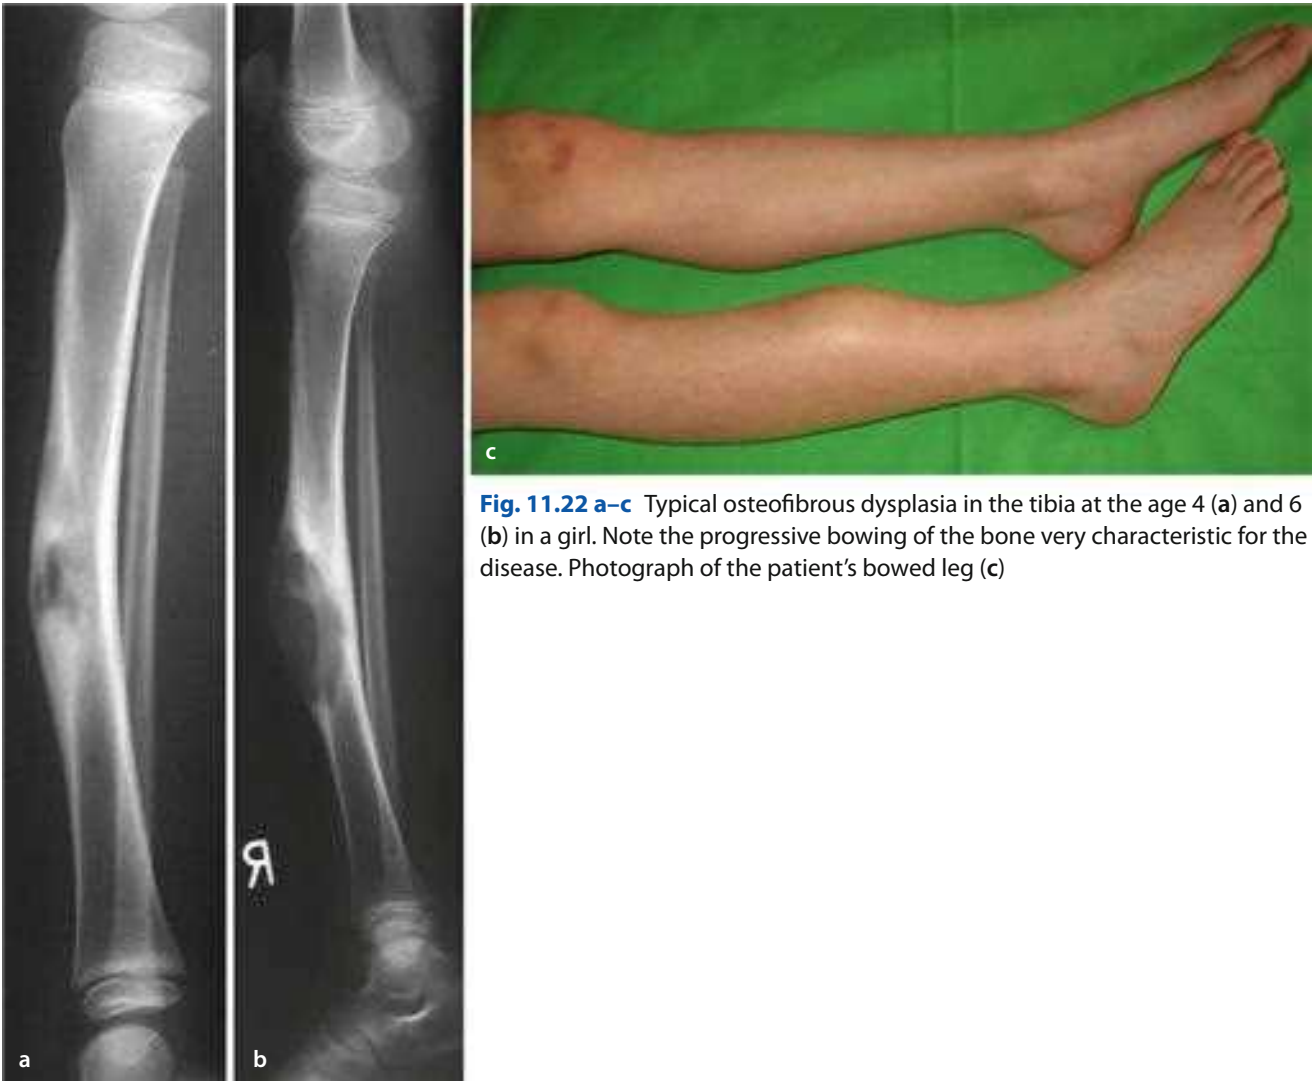 a
b
c
R
Fig. 11.22 a–c Typical osteofibrous dysplasia in the tibia at the age 4 (a) and 6
(b) in a girl. Note the progressive bowing of the bone very characteristic for the
disease. Photograph of the patient’s bowed leg (c)